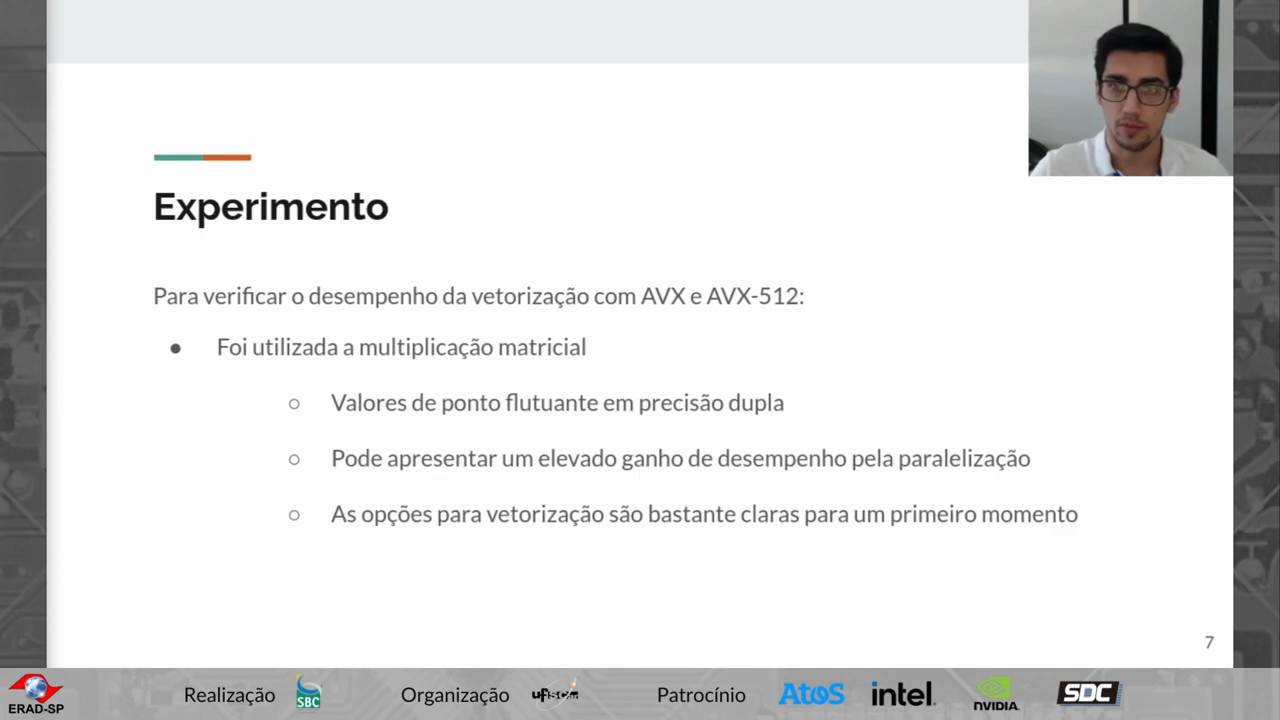 Experimento
Para verificar o desempenho da vetorização com AVX e AVX-512:
● Foi utilizada a multiplicação matricial
○ Valores de ponto flutuante em precisão dupla
○ Pode apresentar um elevado ganho de desempenho pela paralelização
○ As opções para vetorização são bastante claras para um primeiro momento
7
ERAD-SP
Realização
SBC
Organização
ufscar
Patrocínio
Atos
intel.
NVIDIA.
SDC